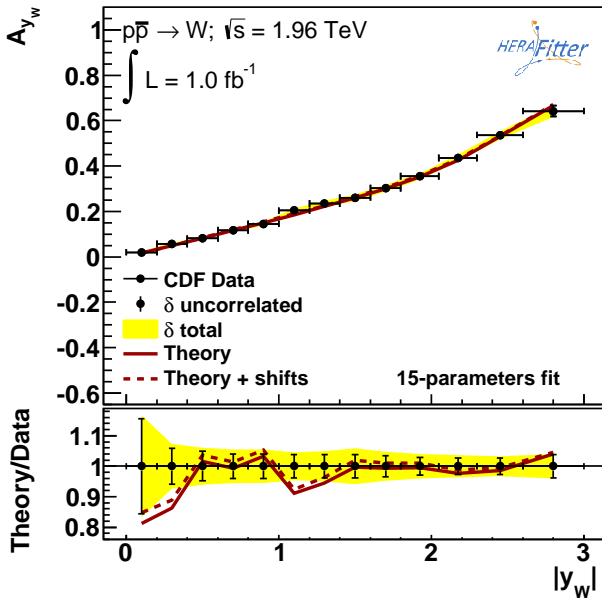 A_{y_W}
1
0.8
0.6
0.4
0.2
0
-0.2
-0.4
-0.6
pp̅ → W; √s = 1.96 TeV
∫ L = 1.0 fb⁻¹
HERAFitter
CDF Data
δ uncorrelated
δ total
Theory
Theory + shifts
15-parameters fit
Theory/Data
1.1
1
0.9
0.8
0
1
2
3
|y_W|